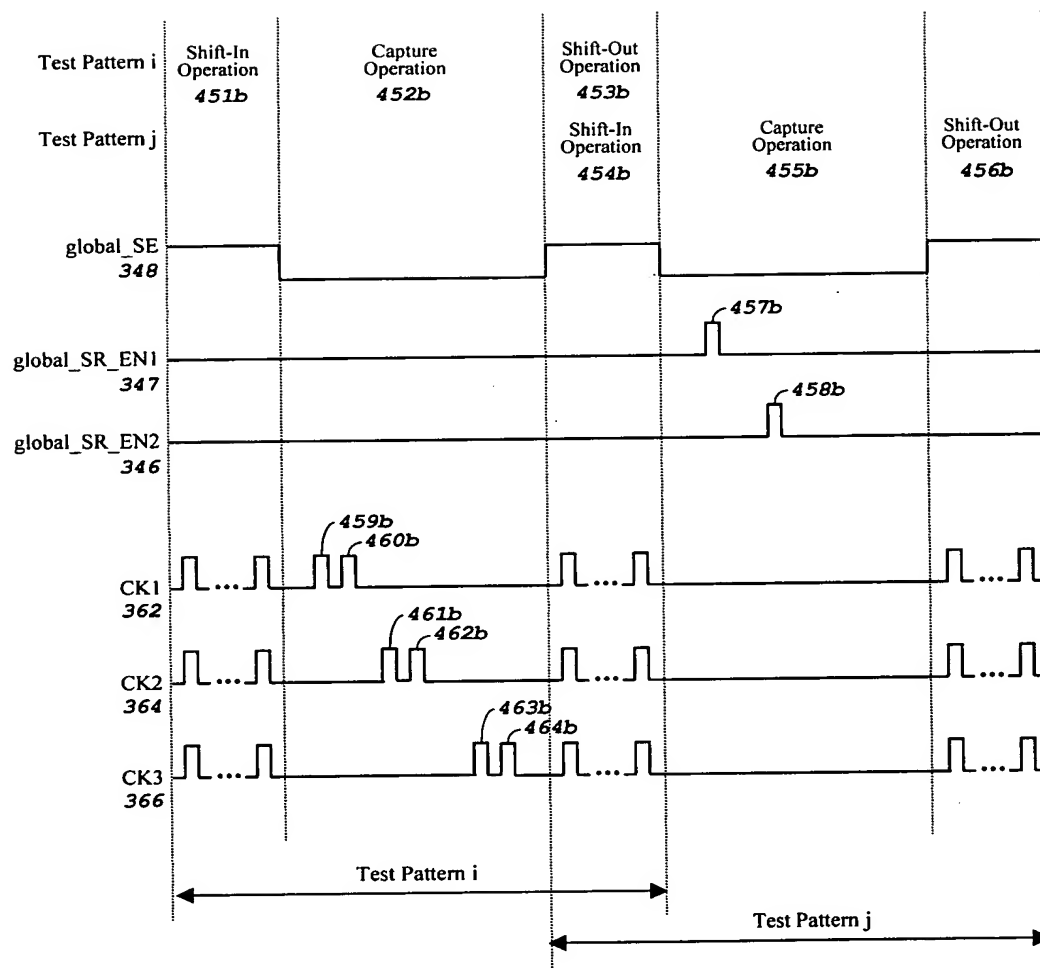 Test Pattern i
Shift-In
Operation
451b
Capture
Operation
452b
Shift-Out
Operation
453b
Test Pattern j
Shift-In
Operation
454b
Capture
Operation
455b
Shift-Out
Operation
456b
global_SE
348
457b
global_SR_EN1
347
458b
global_SR_EN2
346
459b
460b
CK1
362
...
...
...
461b
462b
CK2
364
...
...
...
463b
464b
CK3
366
...
...
...
Test Pattern i
Test Pattern j